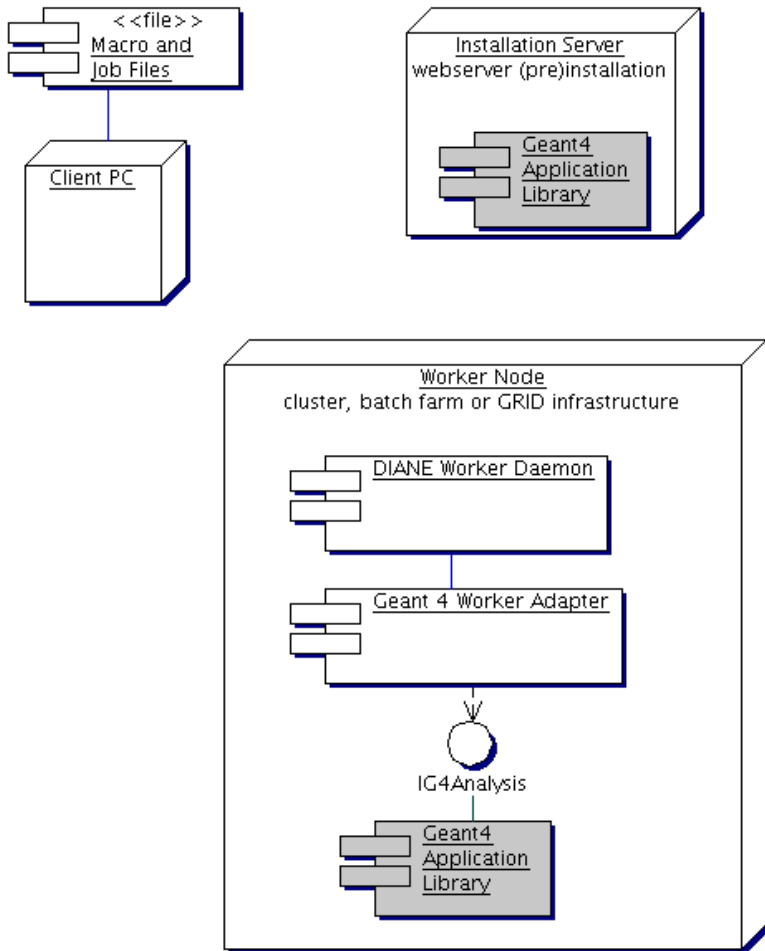 <<file>>
Macro and
Job Files
Client PC
Installation Server
webserver (pre)installation
Geant4
Application
Library
Worker Node
cluster, batch farm or GRID infrastructure
DIANE Worker Daemon
Geant 4 Worker Adapter
IG4Analysis
Geant4
Application
Library